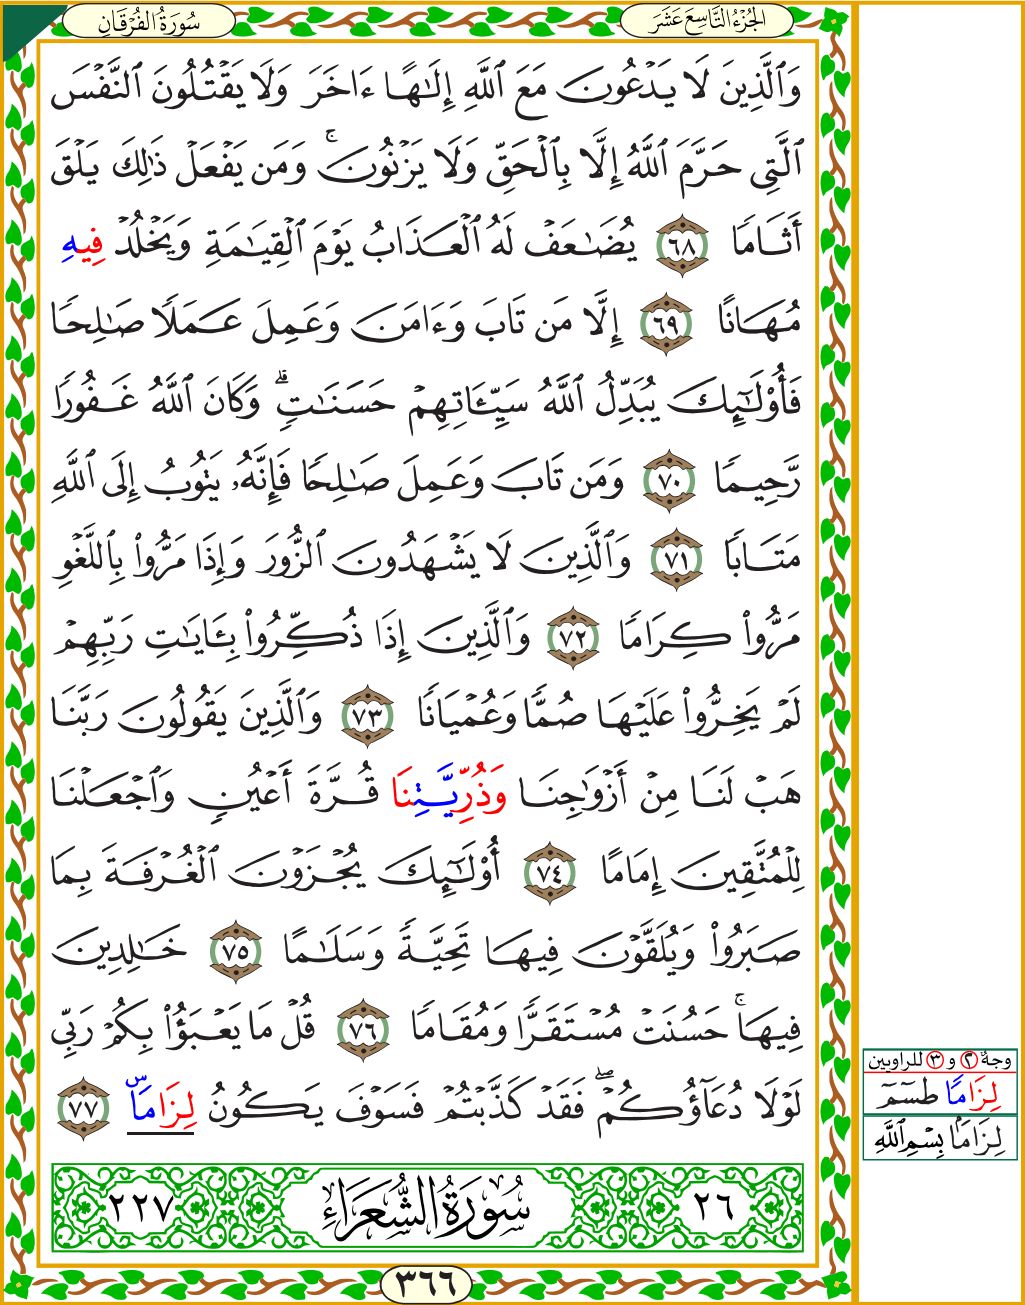 الجُزْءُ التَّاسِعَ عَشَرَ
سُورَةُ الفُرْقَانِ
وَٱلَّذِينَ لَا يَدۡعُونَ مَعَ ٱللَّهِ إِلَٰهًا ءَاخَرَ وَلَا يَقۡتُلُونَ ٱلنَّفۡسَ
ٱلَّتِي حَرَّمَ ٱللَّهُ إِلَّا بِٱلۡحَقِّ وَلَا يَزۡنُونَۚ وَمَن يَفۡعَلۡ ذَٰلِكَ يَلۡقَ
أَثَامٗا ٦٨ يُضَٰعَفۡ لَهُ ٱلۡعَذَابُ يَوۡمَ ٱلۡقِيَٰمَةِ وَيَخۡلُدۡ فِيهِ
مُهَانًا ٦٩ إِلَّا مَن تَابَ وَءَامَنَ وَعَمِلَ عَمَلٗا صَٰلِحٗا
فَأُوْلَٰٓئِكَ يُبَدِّلُ ٱللَّهُ سَيِّـَٔاتِهِمۡ حَسَنَٰتٖۗ وَكَانَ ٱللَّهُ غَفُورٗا
رَّحِيمٗا ٧٠ وَمَن تَابَ وَعَمِلَ صَٰلِحٗا فَإِنَّهُۥ يَتُوبُ إِلَى ٱللَّهِ
مَتَابٗا ٧١ وَٱلَّذِينَ لَا يَشۡهَدُونَ ٱلزُّورَ وَإِذَا مَرُّواْ بِٱللَّغۡوِ
مَرُّواْ كِرَامٗا ٧٢ وَٱلَّذِينَ إِذَا ذُكِّرُواْ بِـَٔايَٰتِ رَبِّهِمۡ
لَمۡ يَخِرُّواْ عَلَيۡهَا صُمّٗا وَعُمۡيَانٗا ٧٣ وَٱلَّذِينَ يَقُولُونَ رَبَّنَا
هَبۡ لَنَا مِنۡ أَزۡوَٰجِنَا وَذُرِّيَّتِنَا قُرَّةَ أَعۡيُنٖ وَٱجۡعَلۡنَا
لِلۡمُتَّقِينَ إِمَامًا ٧٤ أُوْلَٰٓئِكَ يُجۡزَوۡنَ ٱلۡغُرۡفَةَ بِمَا
صَبَرُواْ وَيُلَقَّوۡنَ فِيهَا تَحِيَّةٗ وَسَلَٰمًا ٧٥ خَٰلِدِينَ
فِيهَاۚ حَسُنَتۡ مُسۡتَقَرّٗا وَمُقَامٗا ٧٦ قُلۡ مَا يَعۡبَؤُاْ بِكُمۡ رَبِّي
لَوۡلَا دُعَآؤُكُمۡۖ فَقَدۡ كَذَّبۡتُمۡ فَسَوۡفَ يَكُونُ لِزَامَۢاۜ ٧٧
وجهٌ ٢ و ٣ للراويين
لِزَامٗا طسٓمٓ
لِزَامَۢا بِسۡمِ ٱللَّهِ
٢٦ سُورَةُ الشُّعَرَاءِ ٢٢٧
٣٦٦